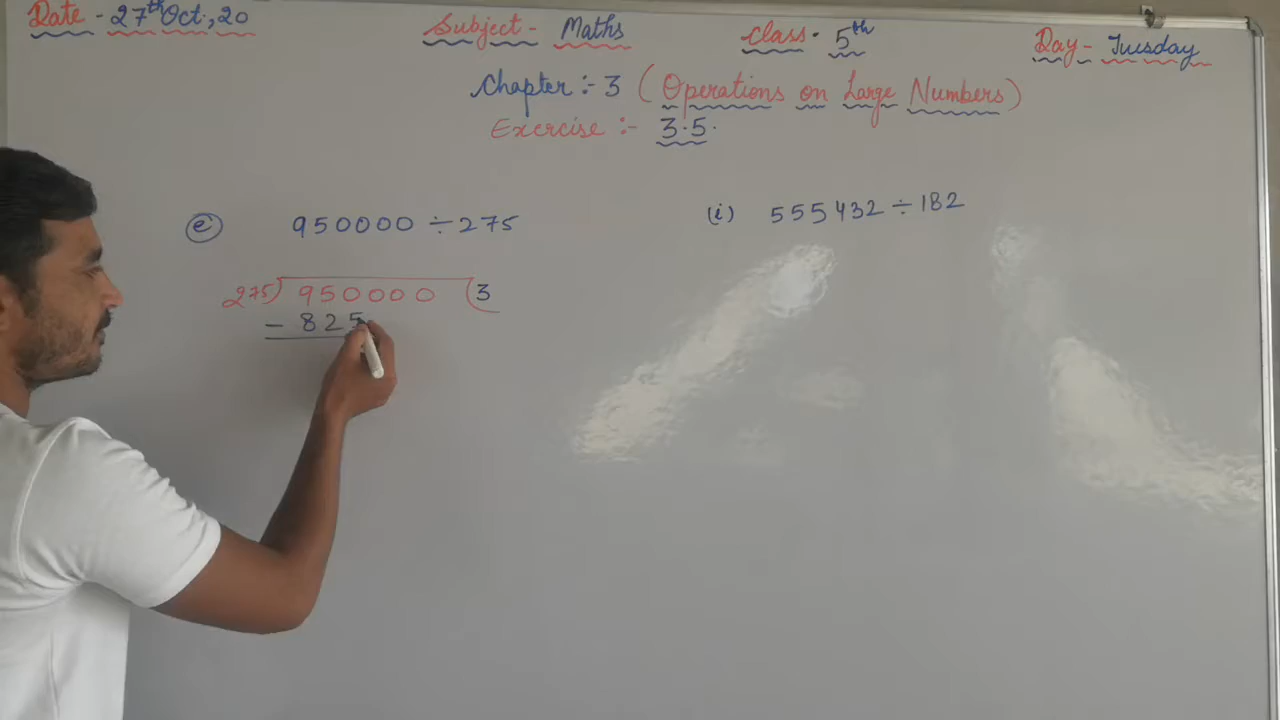 Date - 27th Oct., 20 Subject - Maths Class - 5th Day - Tuesday
Chapter :- 3 (Operations on Large Numbers)
Exercise :- 3.5.
(e) 950000 ÷ 275
(i) 555432 ÷ 182
275) 950000 (3
- 825